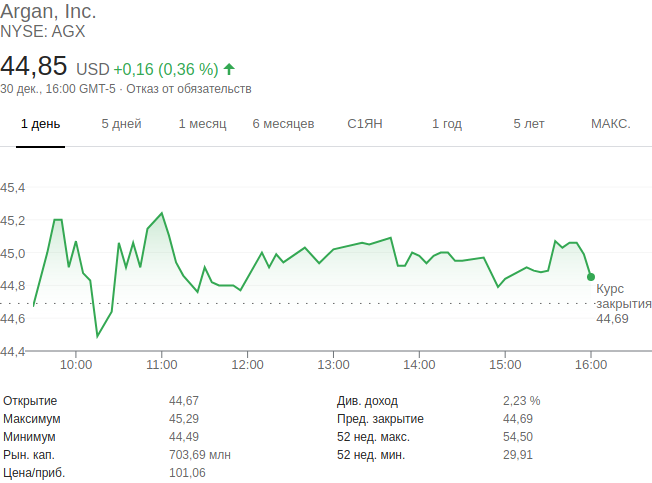 Argan, Inc.
NYSE: AGX
44,85 USD +0,16 (0,36 %)
30 дек., 16:00 GMT-5 · Отказ от обязательств
1 день 5 дней 1 месяц 6 месяцев С1ЯН 1 год 5 лет МАКС.
45,4
45,2
45,0
44,8
Курс
закрытия
44,69
44,6
44,4
10:00 11:00 12:00 13:00 14:00 15:00 16:00
Открытие 44,67 Див. доход 2,23 %
Максимум 45,29 Пред. закрытие 44,69
Минимум 44,49 52 нед. макс. 54,50
Рын. кап. 703,69 млн 52 нед. мин. 29,91
Цена/приб. 101,06